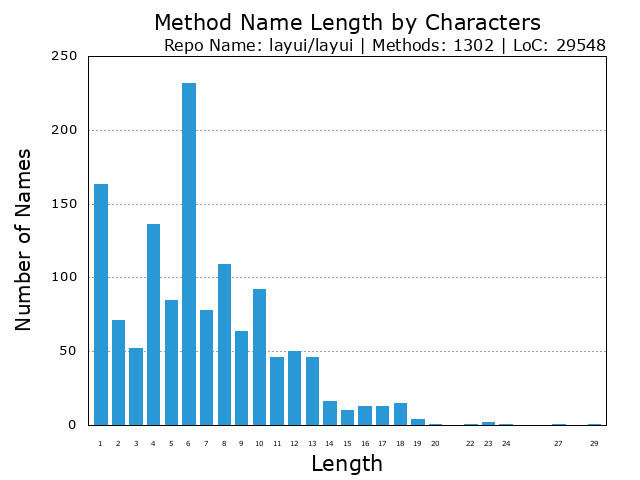 Method Name Length by Characters
Repo Name: layui/layui | Methods: 1302 | LoC: 29548
250
200
150
100
50
0
Number of Names
1 2 3 4 5 6 7 8 9 10 11 12 13 14 15 16 17 18 19 20 22 23 24 27 29
Length